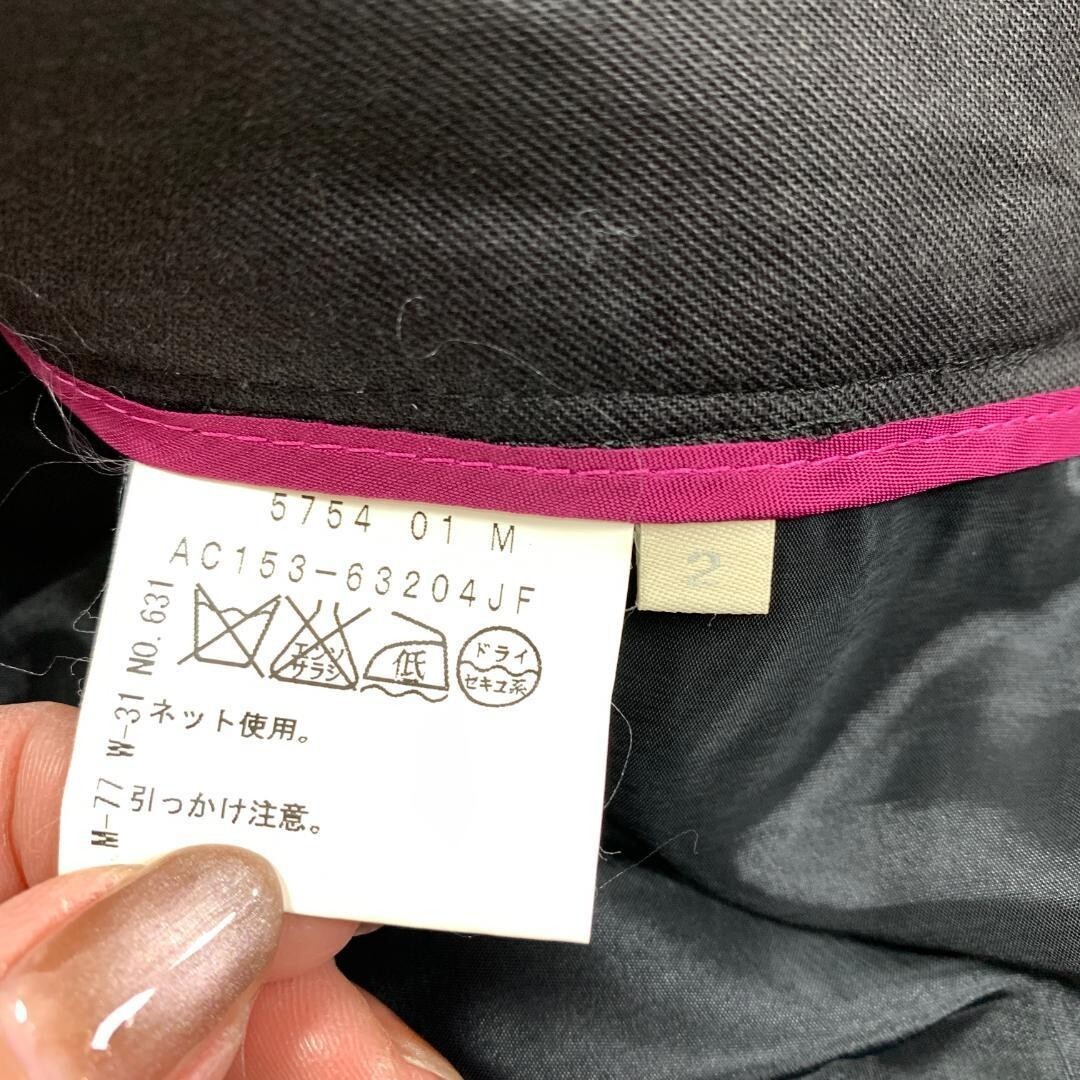 5754 01 M
AC153-63204JF
エンソ
サラシ
低
ドライ
セキユ系
ネット使用。
引っかけ注意。
M-77 W-31 NO.631
2